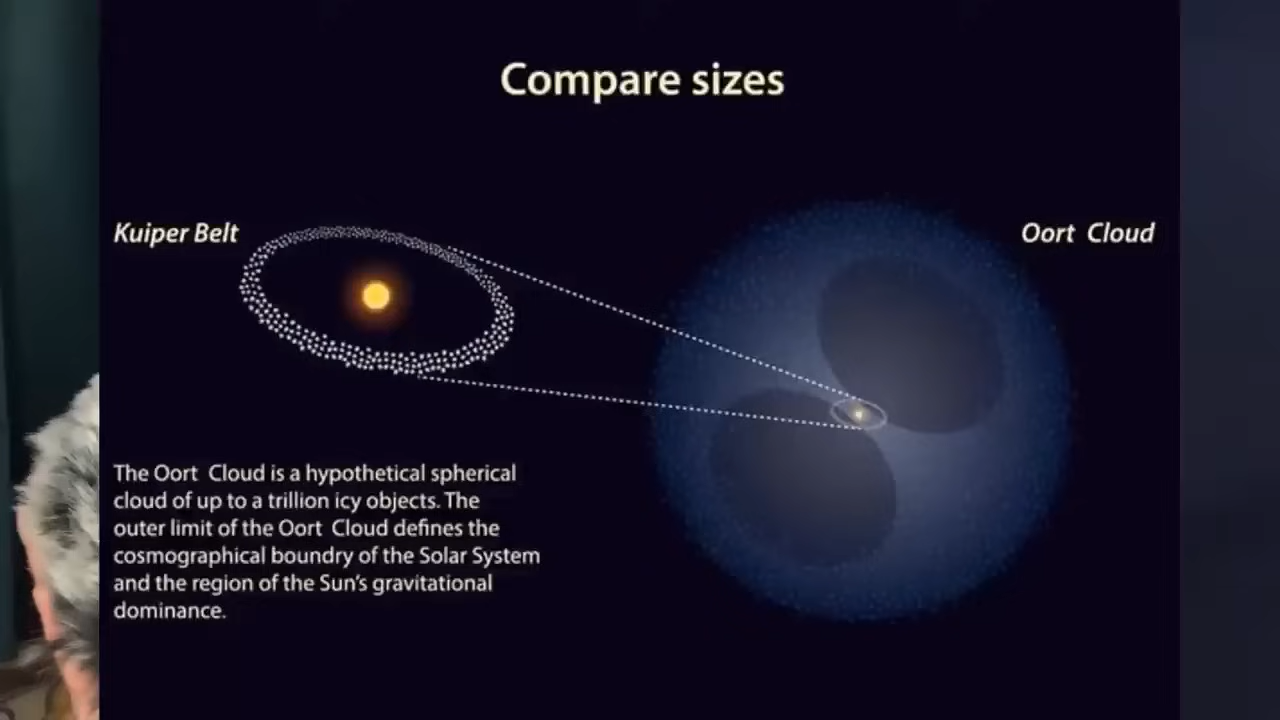 Compare sizes
Kuiper Belt
Oort Cloud
The Oort Cloud is a hypothetical spherical
cloud of up to a trillion icy objects. The
outer limit of the Oort Cloud defines the
cosmographical boundry of the Solar System
and the region of the Sun's gravitational
dominance.